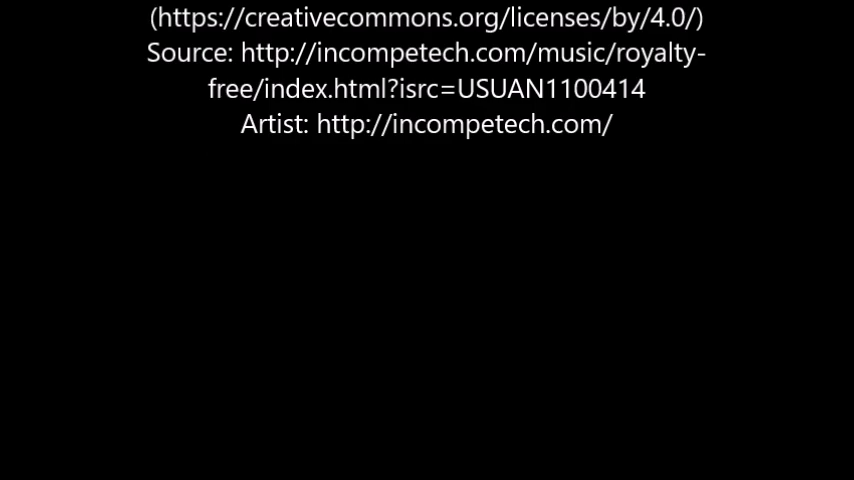 (https://creativecommons.org/licenses/by/4.0/)
Source: http://incompetech.com/music/royalty-
free/index.html?isrc=USUAN1100414
Artist: http://incompetech.com/